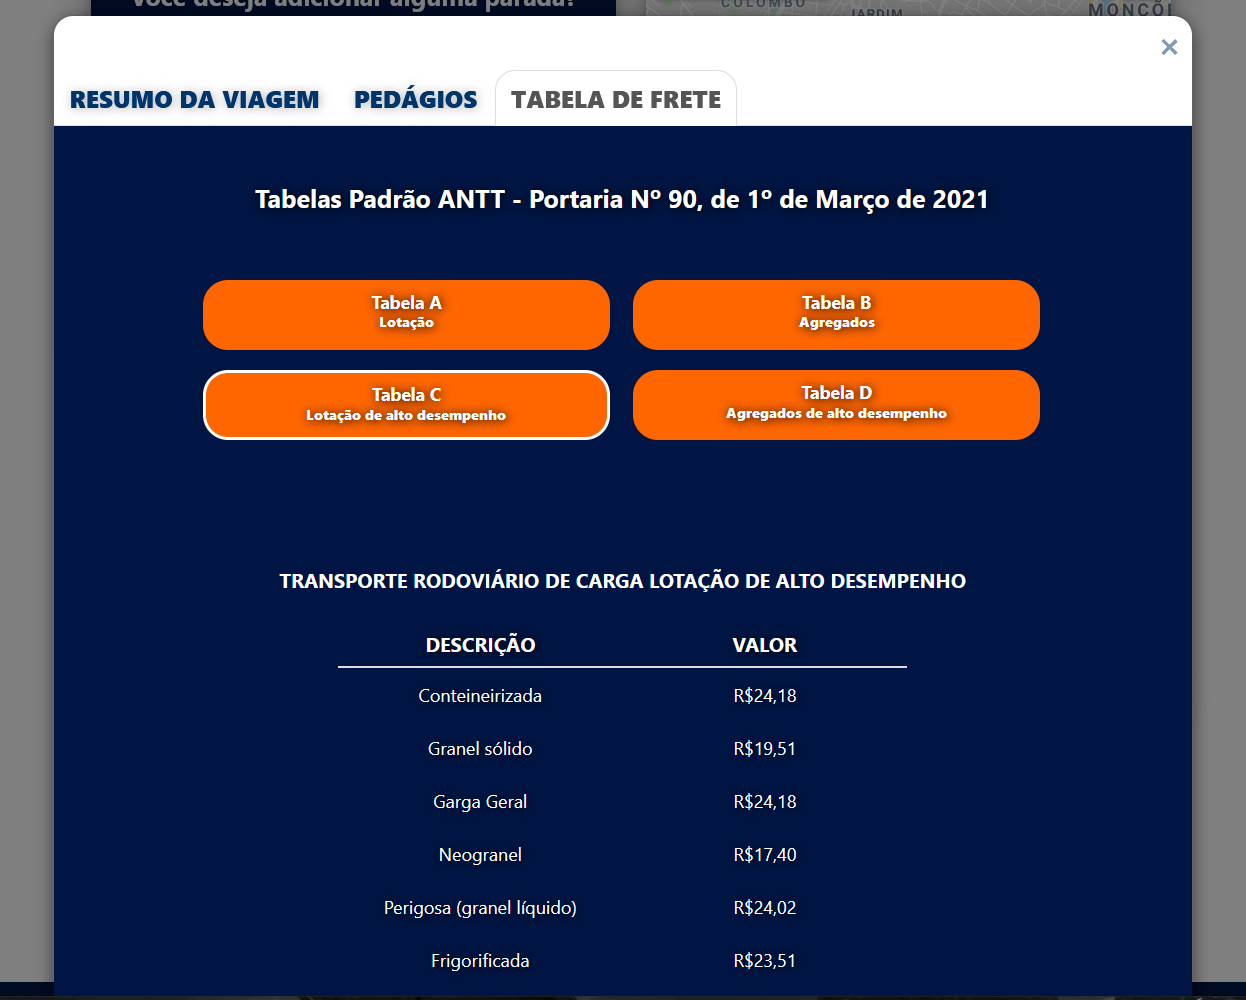 Você deseja adicionar alguma parada?
COLOMBO
JARDIM
×
RESUMO DA VIAGEM PEDÁGIOS TABELA DE FRETE
Tabelas Padrão ANTT - Portaria Nº 90, de 1º de Março de 2021
Tabela A
Lotação
Tabela B
Agregados
Tabela C
Lotação de alto desempenho
Tabela D
Agregados de alto desempenho
TRANSPORTE RODOVIÁRIO DE CARGA LOTAÇÃO DE ALTO DESEMPENHO
DESCRIÇÃO VALOR
Conteineirizada R$24,18
Granel sólido R$19,51
Garga Geral R$24,18
Neogranel R$17,40
Perigosa (granel líquido) R$24,02
Frigorificada R$23,51